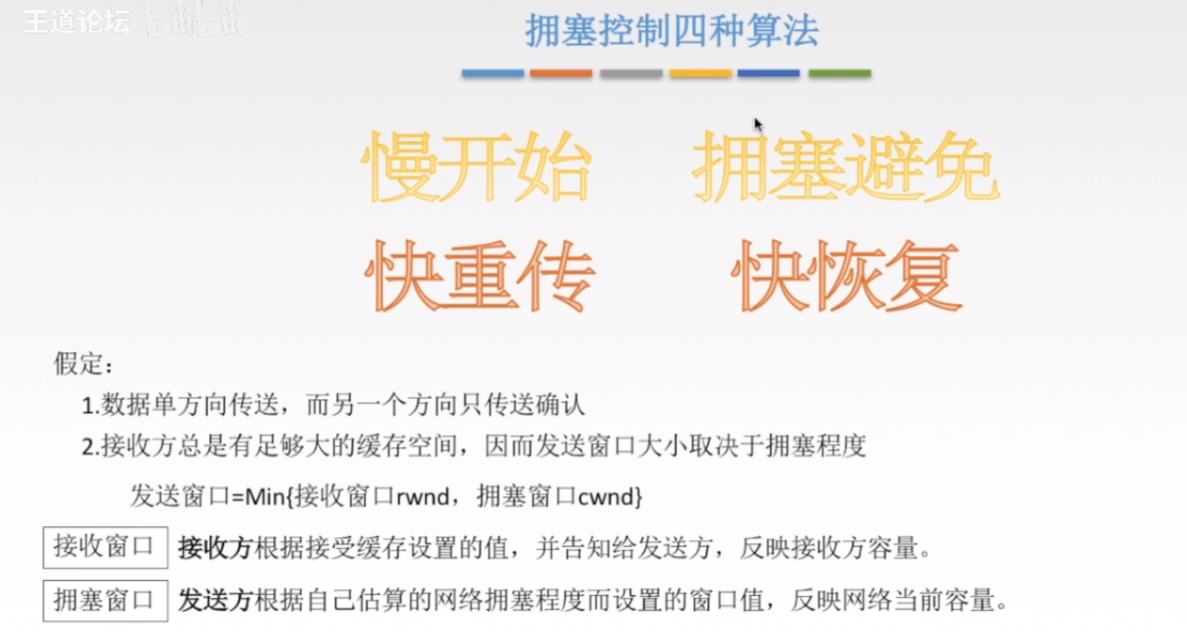 王道论坛 bilibili
拥塞控制四种算法
慢开始 拥塞避免
快重传 快恢复
假定：
1.数据单方向传送，而另一个方向只传送确认
2.接收方总是有足够大的缓存空间，因而发送窗口大小取决于拥塞程度
发送窗口=Min{接收窗口rwnd，拥塞窗口cwnd}
接收窗口 接收方根据接受缓存设置的值，并告知给发送方，反映接收方容量。
拥塞窗口 发送方根据自己估算的网络拥塞程度而设置的窗口值，反映网络当前容量。